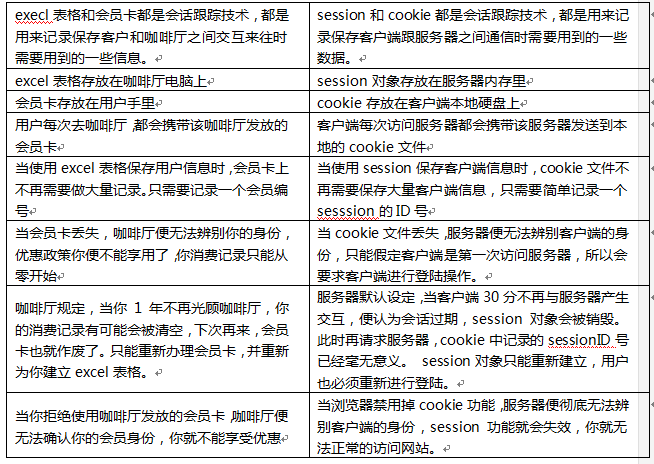 execl 表格和会员卡都是会话跟踪技术，都是
用来记录保存客户和咖啡厅之间交互来往时
需要用到的一些信息。
session 和 cookie 都是会话跟踪技术，都是用来记
录保存客户端跟服务器之间通信时需要用到的一些
数据。
excel 表格存放在咖啡厅电脑上
session 对象存放在服务器内存里
会员卡存放在用户手里
cookie 存放在客户端本地硬盘上
用户每次去咖啡厅，都会携带该咖啡厅发放的
会员卡
客户端每次访问服务器都会携带该服务器发送到本
地的 cookie 文件
当使用 excel 表格保存用户信息时，会员卡上
不再需要做大量记录。只需要记录一个会员编
号
当使用 session 保存客户端信息时，cookie 文件不
再需要保存大量客户端信息，只需要简单记录一个
sesssion 的 ID 号
当会员卡丢失，咖啡厅便无法辨别你的身份，
优惠政策你便不能享用了，你消费记录只能从
零开始
当 cookie 文件丢失，服务器便无法辨别客户端的身
份，只能假定客户端是第一次访问服务器，所以会
要求客户端进行登陆操作。
咖啡厅规定，当你 1 年不再光顾咖啡厅，你
的消费记录有可能会被清空，下次再来，会员
卡也就作废了。只能重新办理会员卡，并重新
为你建立 excel 表格。
服务器默认设定，当客户端 30 分不再与服务器产生
交互，便认为会话过期，session 对象会被销毁。
此时再请求服务器，cookie 中记录的 sessionID 号
已经毫无意义。 session 对象只能重新建立，用户
也必须重新进行登陆。
当你拒绝使用咖啡厅发放的会员卡，咖啡厅便
无法确认你的会员身份，你就不能享受优惠
当浏览器禁用掉 cookie 功能，服务器便彻底无法辨
别客户端的身份，session 功能就会失效，你就无
法正常的访问网站。